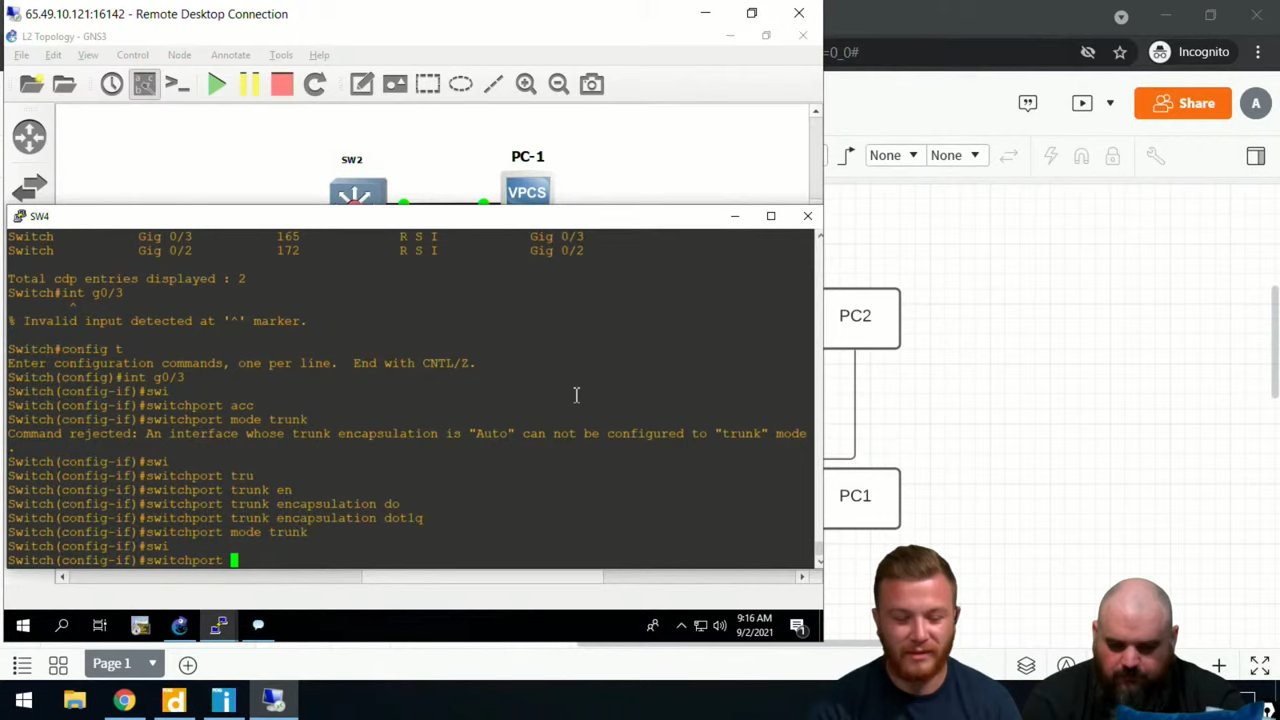 65.49.10.121:16142 - Remote Desktop Connection
L2 Topology - GNS3
=0_0#
Incognito
File Edit View Control Node Annotate Tools Help
Share
A
None
None
SW2
PC-1
VPCS
SW4
Switch Gig 0/3 165 R S I Gig 0/3
Switch Gig 0/2 172 R S I Gig 0/2
Total cdp entries displayed : 2
Switch#int g0/3
^
% Invalid input detected at '^' marker.
Switch#config t
Enter configuration commands, one per line. End with CNTL/Z.
Switch(config)#int g0/3
Switch(config-if)#swi
Switch(config-if)#switchport acc
Switch(config-if)#switchport mode trunk
Command rejected: An interface whose trunk encapsulation is "Auto" can not be configured to "trunk" mode
.
Switch(config-if)#swi
Switch(config-if)#switchport tru
Switch(config-if)#switchport trunk en
Switch(config-if)#switchport trunk encapsulation do
Switch(config-if)#switchport trunk encapsulation dot1q
Switch(config-if)#switchport mode trunk
Switch(config-if)#swi
Switch(config-if)#switchport
PC2
PC1
9:16 AM
9/2/2021
1
Page 1